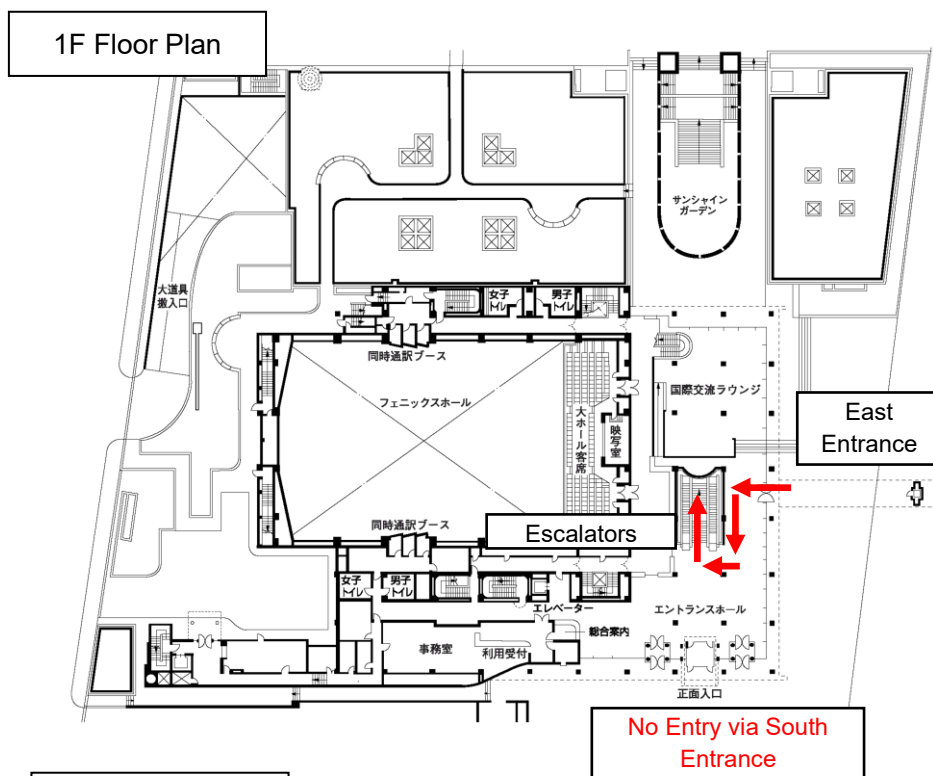 1F Floor Plan
サンシャイン
ガーデン
大道具
搬入口
女子
トイレ
男子
トイレ
同時通訳ブース
フェニックスホール
大ホール客席
映写室
国際交流ラウンジ
East
Entrance
同時通訳ブース
Escalators
女子
トイレ
男子
トイレ
エレベーター
エントランスホール
総合案内
事務室
利用受付
正面入口
No Entry via South
Entrance